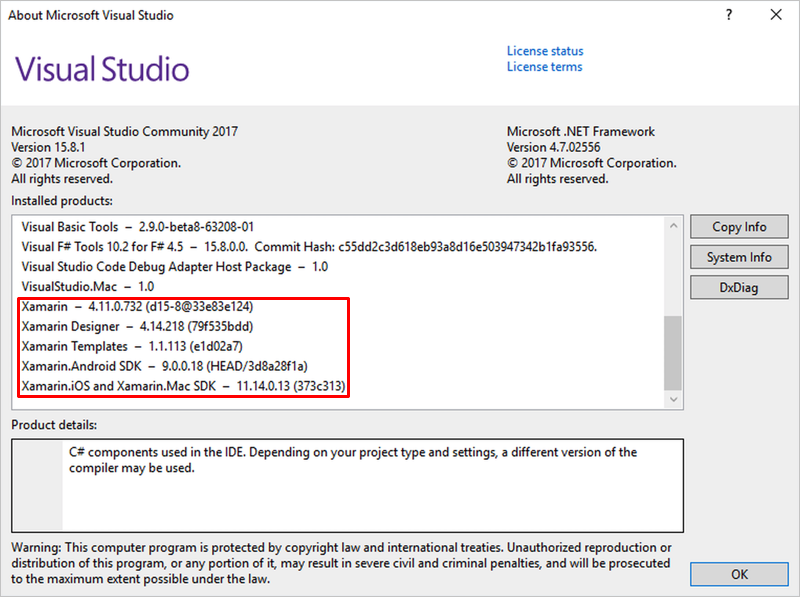 About Microsoft Visual Studio
?
Visual Studio
License status
License terms
Microsoft Visual Studio Community 2017
Version 15.8.1
© 2017 Microsoft Corporation.
All rights reserved.
Microsoft .NET Framework
Version 4.7.02556
© 2017 Microsoft Corporation.
All rights reserved.
Installed products:
Visual Basic Tools – 2.9.0-beta8-63208-01
Visual F# Tools 10.2 for F# 4.5 – 15.8.0.0. Commit Hash: c55dd2c3d618eb93a8d16e503947342b1fa93556.
Visual Studio Code Debug Adapter Host Package – 1.0
VisualStudio.Mac – 1.0
Xamarin – 4.11.0.732 (d15-8@33e83e124)
Xamarin Designer – 4.14.218 (79f535bdd)
Xamarin Templates – 1.1.113 (e1d02a7)
Xamarin.Android SDK – 9.0.0.18 (HEAD/3d8a28f1a)
Xamarin.iOS and Xamarin.Mac SDK – 11.14.0.13 (373c313)
Copy Info
System Info
DxDiag
Product details:
C# components used in the IDE. Depending on your project type and settings, a different version of the
compiler may be used.
Warning: This computer program is protected by copyright law and international treaties. Unauthorized reproduction or
distribution of this program, or any portion of it, may result in severe civil and criminal penalties, and will be prosecuted
to the maximum extent possible under the law.
OK